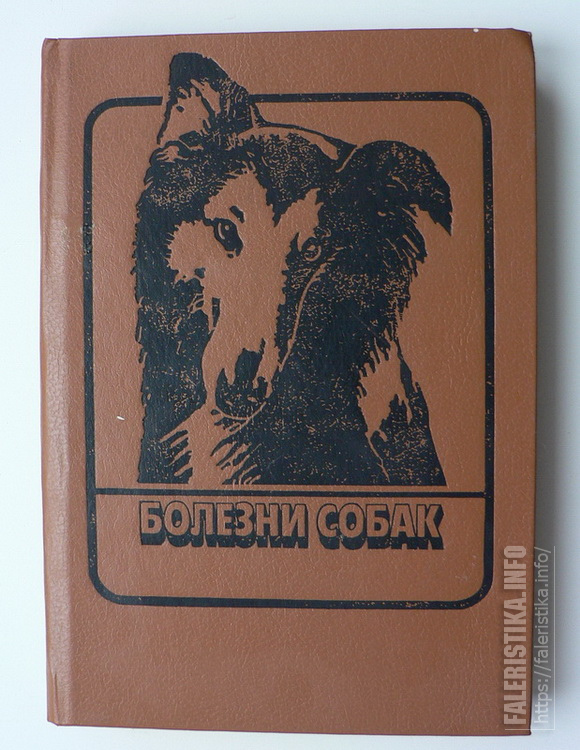 БОЛЕЗНИ СОБАК
FALERISTIKA.INFO
https://faleristika.info/